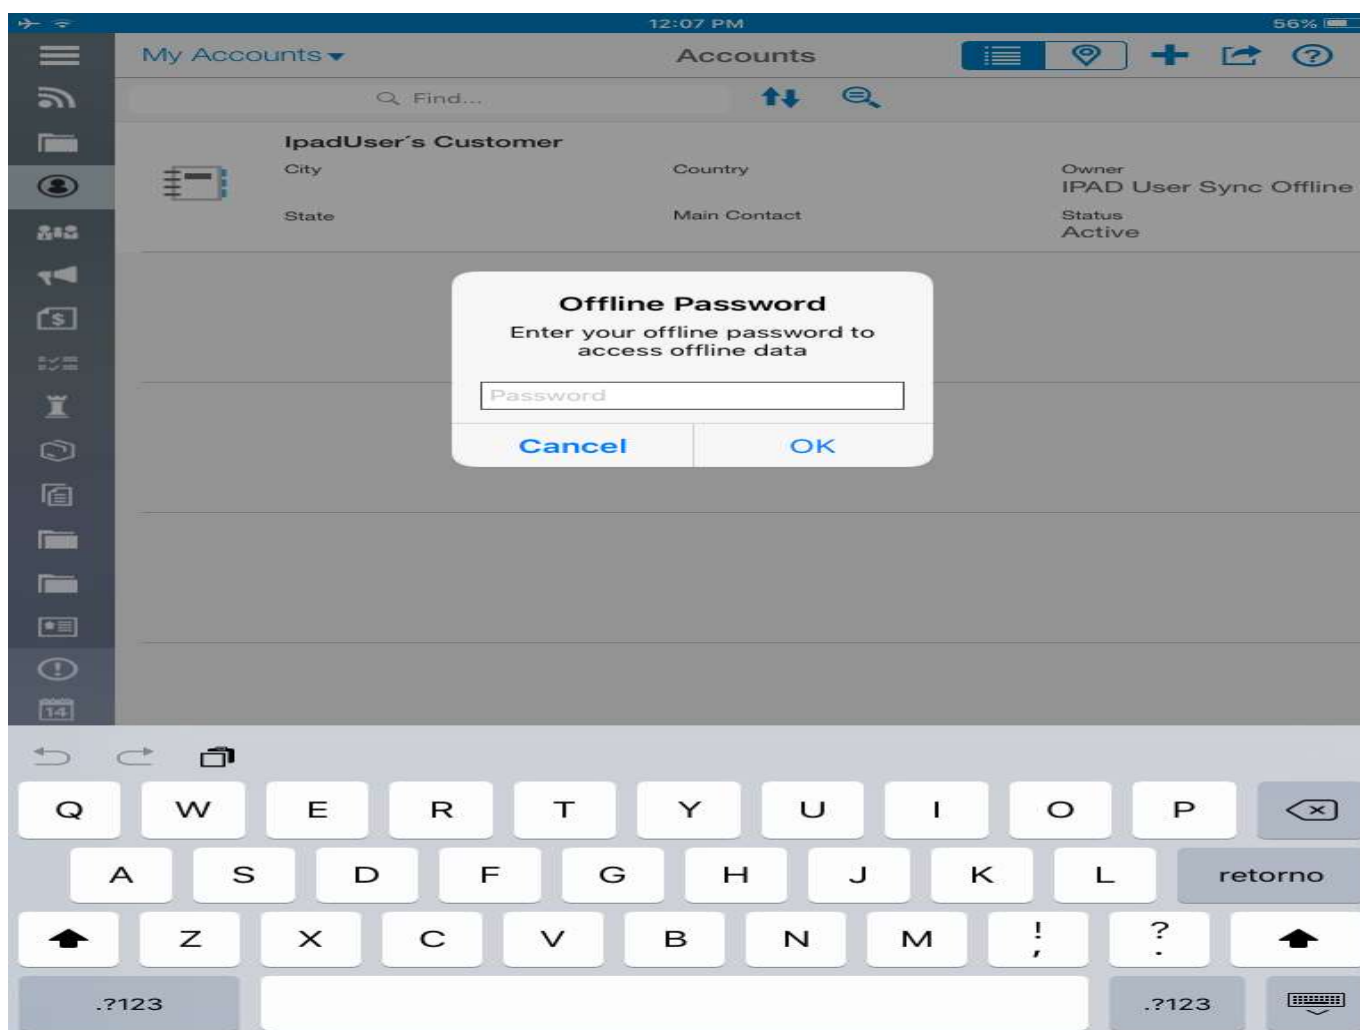 12:07 PM
56%
My Accounts
Accounts
Find...
IpadUser´s Customer
City
Country
Owner
IPAD User Sync Offline
State
Main Contact
Status
Active
Offline Password
Enter your offline password to
access offline data
Password
Cancel
OK
14
Q W E R T Y U I O P
A S D F G H J K L retorno
Z X C V B N M ! , ? .
.?123 .?123